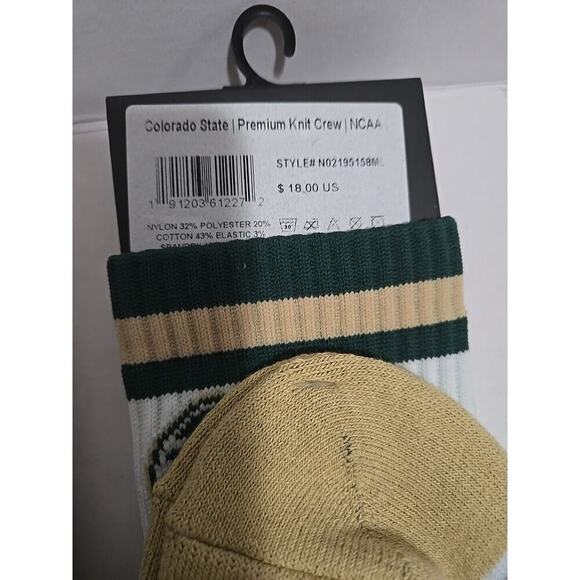 Colorado State | Premium Knit Crew | NCAA
STYLE# N02195158ML
$ 18.00 US
1 91203 61227 2
NYLON 32% POLYESTER 20%
30°
COTTON 43% ELASTIC 3%